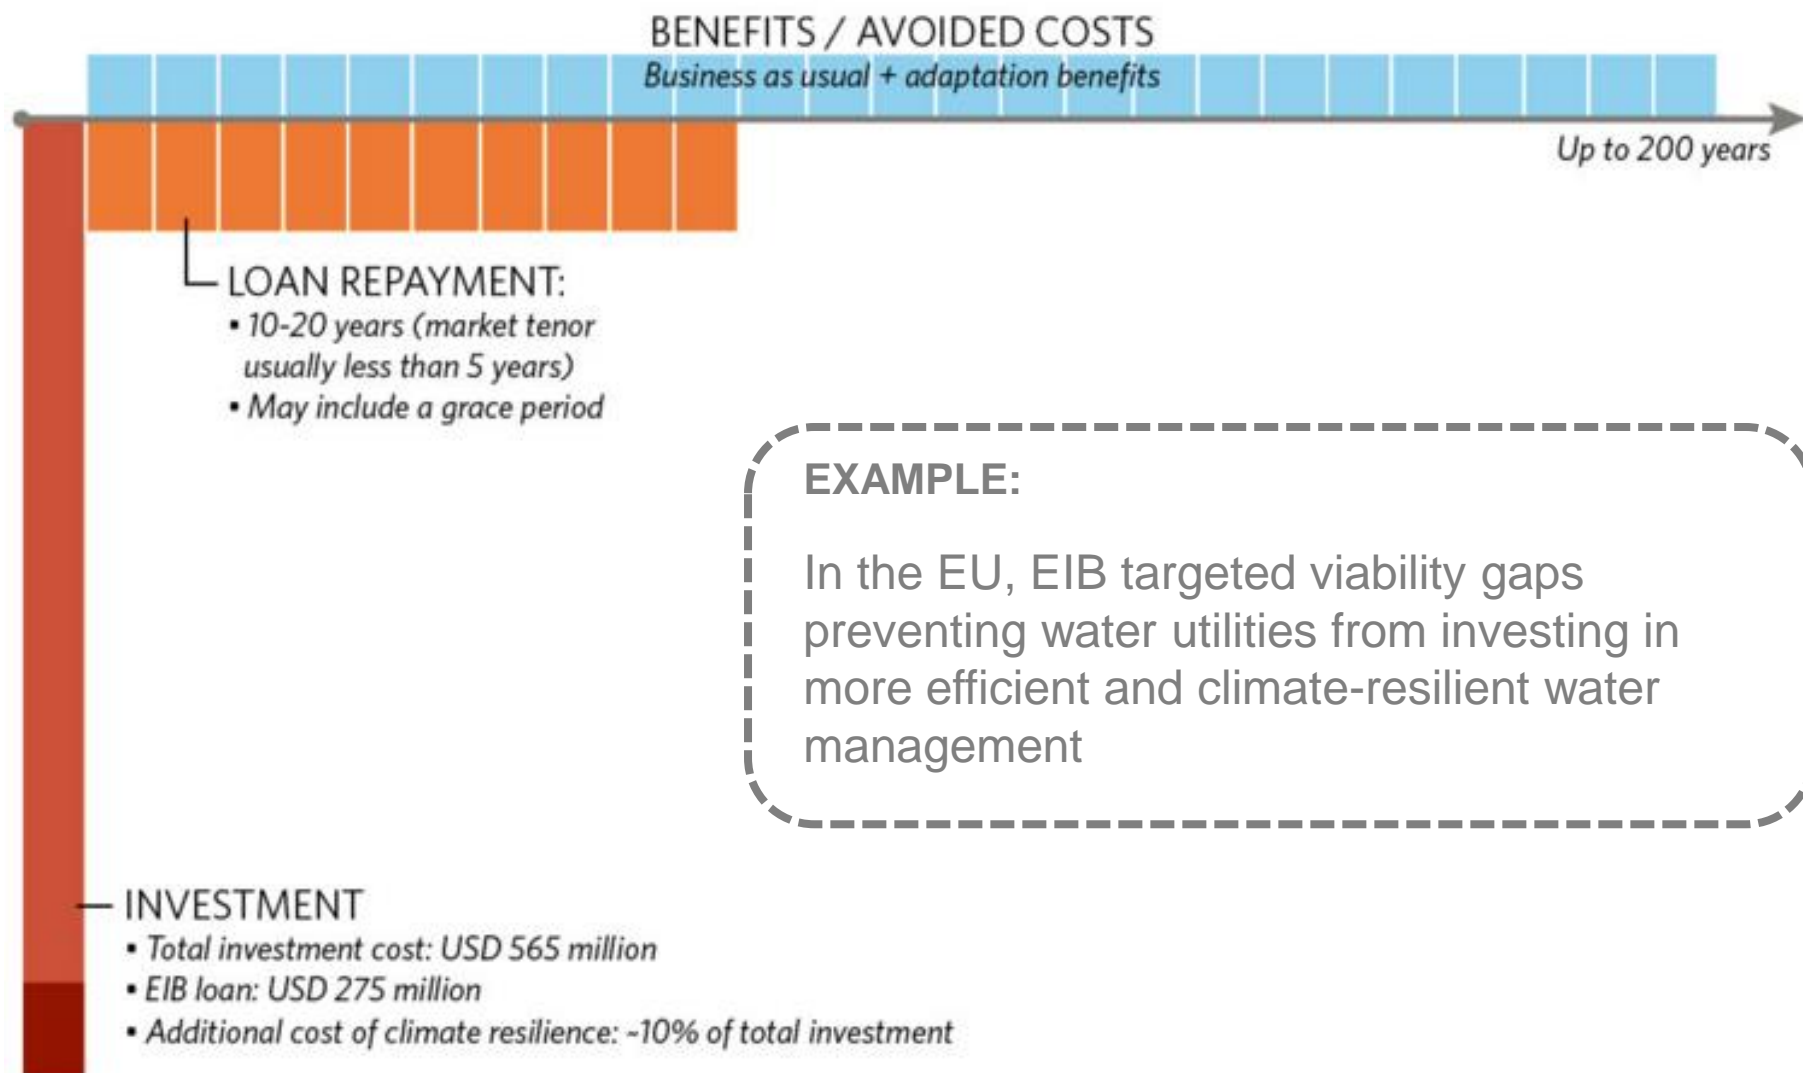 BENEFITS / AVOIDED COSTS
Business as usual + adaptation benefits
Up to 200 years
LOAN REPAYMENT:
▪ 10-20 years (market tenor
usually less than 5 years)
▪ May include a grace period
EXAMPLE:
In the EU, EIB targeted viability gaps
preventing water utilities from investing in
more efficient and climate-resilient water
management
INVESTMENT
▪ Total investment cost: USD 565 million
▪ EIB loan: USD 275 million
▪ Additional cost of climate resilience: ~10% of total investment